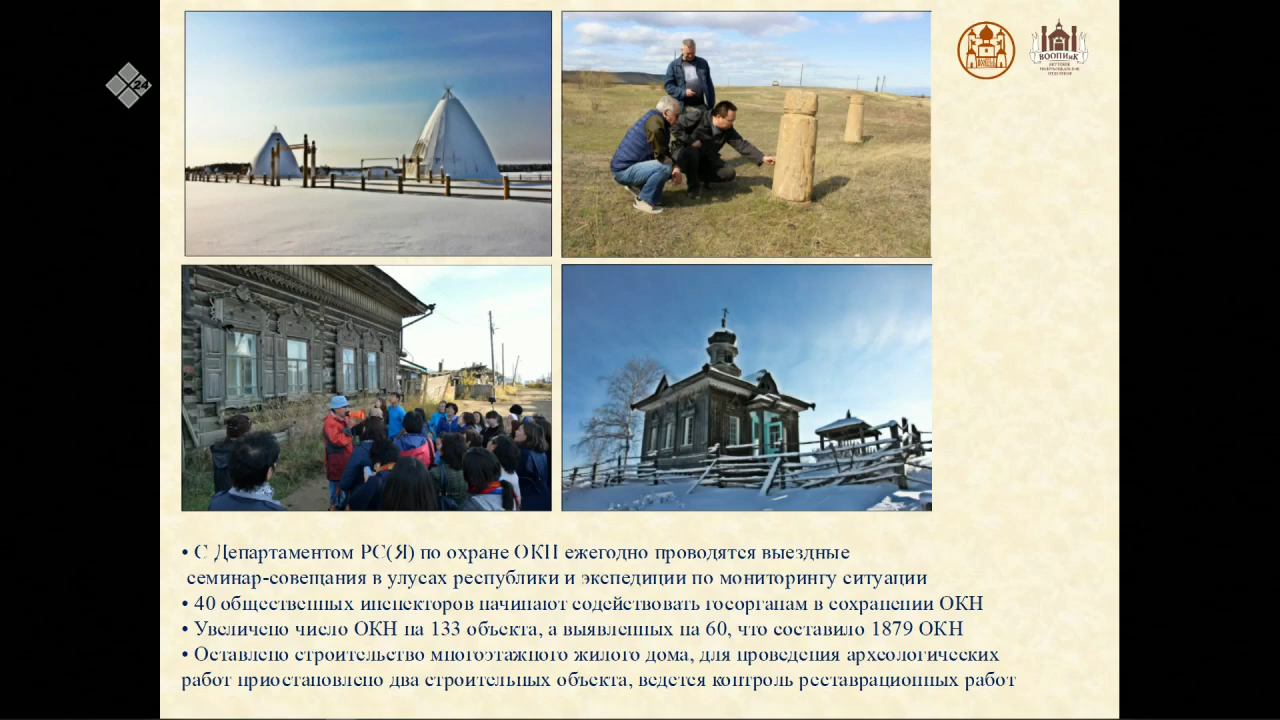 24
ВООПИиК
• С Департаментом РС(Я) по охране ОКН ежегодно проводятся выездные
семинар-совещания в улусах республики и экспедиции по мониторингу ситуации
• 40 общественных инспекторов начинают содействовать госорганам в сохранении ОКН
• Увеличено число ОКН на 133 объекта, а выявленных на 60, что составило 1879 ОКН
• Оставлено строительство многоэтажного жилого дома, для проведения археологических
работ приостановлено два строительных объекта, ведется контроль реставрационных работ